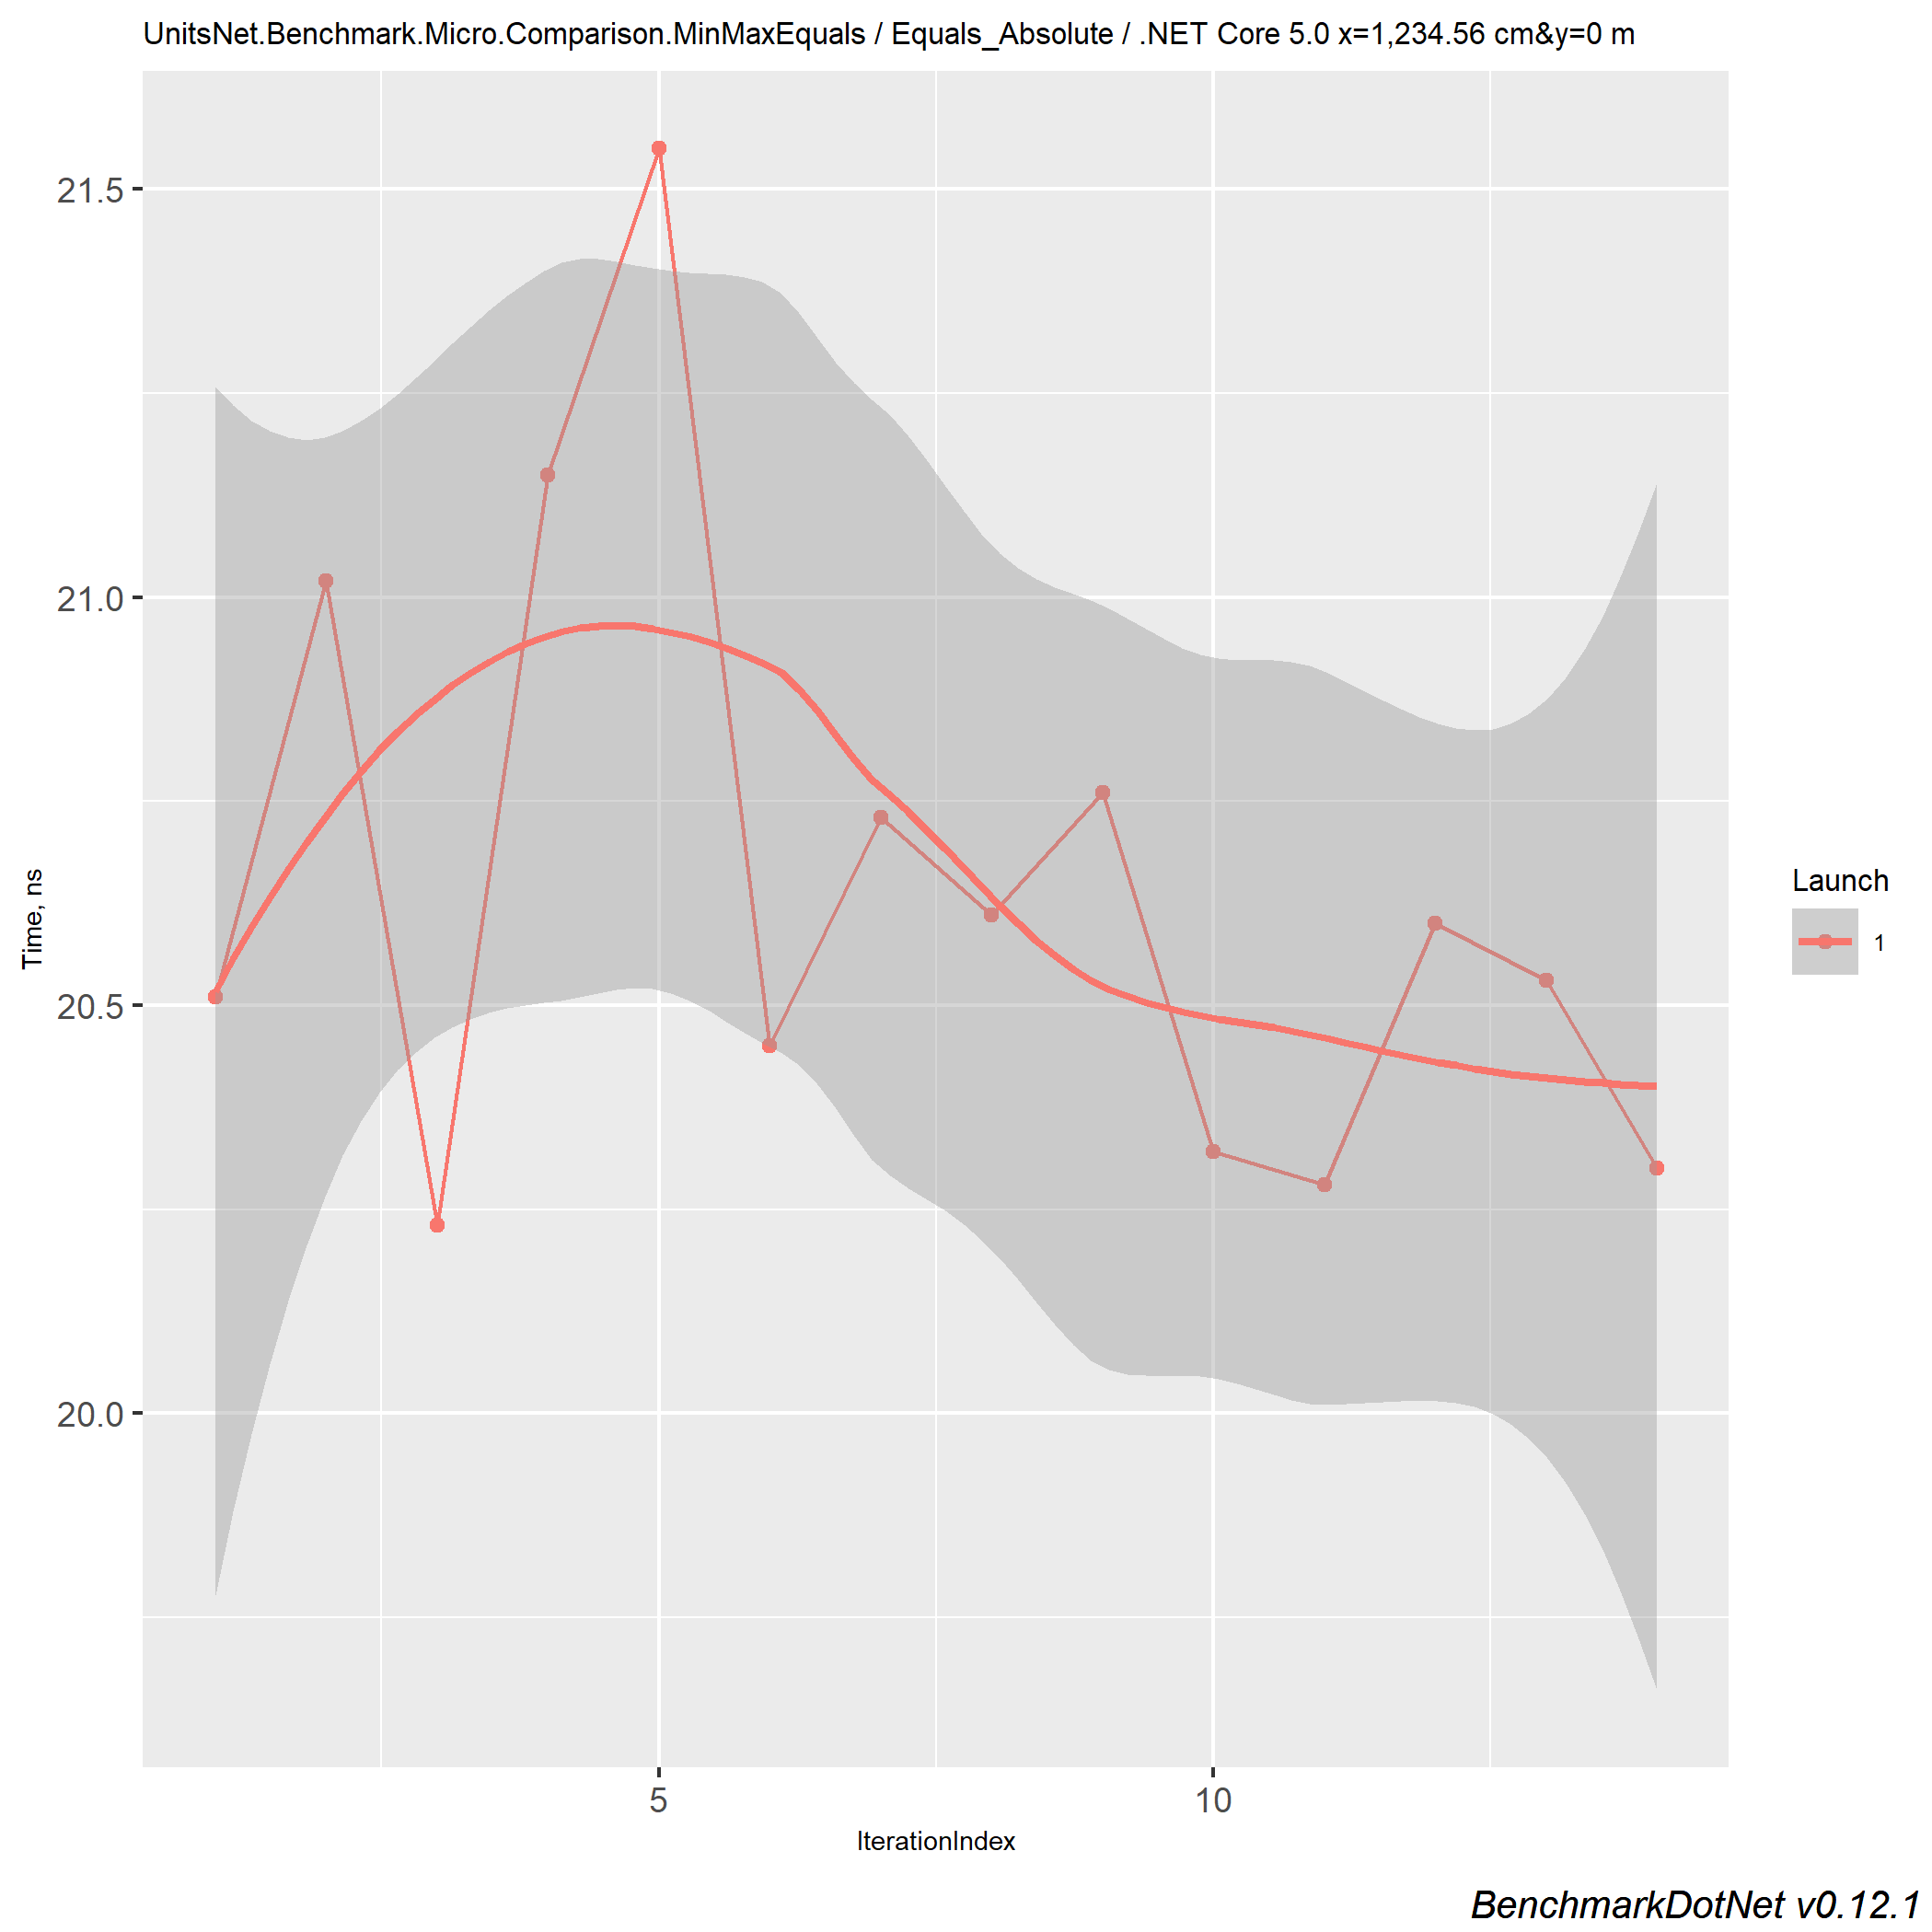 UnitsNet.Benchmark.Micro.Comparison.MinMaxEquals / Equals_Absolute / .NET Core 5.0 x=1,234.56 cm&y=0 m
21.5
21.0
20.5
20.0
Time, ns
5
10
IterationIndex
Launch
1
BenchmarkDotNet v0.12.1